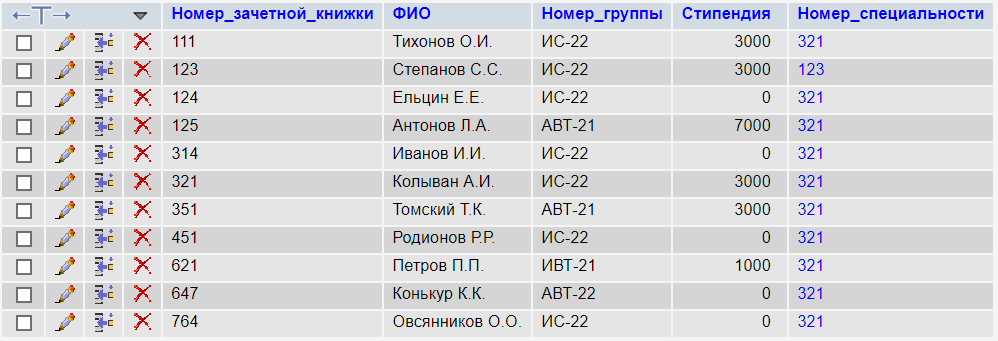 Номер_зачетной_книжки ФИО Номер_группы Стипендия Номер_специальности
111 Тихонов О.И. ИС-22 3000 321
123 Степанов С.С. ИС-22 3000 123
124 Ельцин Е.Е. ИС-22 0 321
125 Антонов Л.А. АВТ-21 7000 321
314 Иванов И.И. ИС-22 0 321
321 Колыван А.И. ИС-22 3000 321
351 Томский Т.К. АВТ-21 3000 321
451 Родионов Р.Р. ИС-22 0 321
621 Петров П.П. ИВТ-21 1000 321
647 Конькур К.К. АВТ-22 0 321
764 Овсянников О.О. ИС-22 0 321